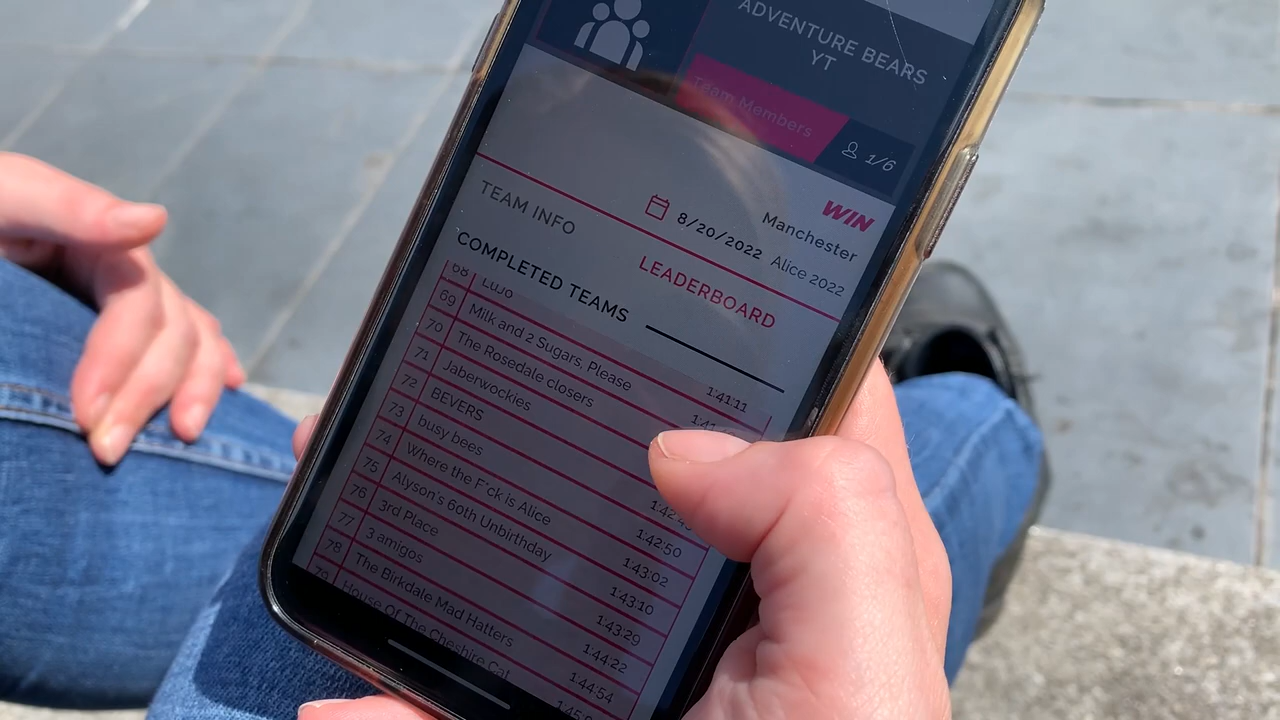 ADVENTURE BEARS
YT
Team Members
1/6
WIN
8/20/2022 Manchester
Alice 2022
TEAM INFO
LEADERBOARD
COMPLETED TEAMS
68 LuJo 1:41:11
69 Milk and 2 Sugars, Please
70 The Rosedale closers
71 Jaberwockies
72 BEVERS
73 busy bees 1:42:50
74 Where the F*ck is Alice 1:43:02
75 Alyson's 60th Unbirthday 1:43:10
76 3rd Place 1:43:29
77 3 amigos 1:44:22
78 The Birkdale Mad Hatters 1:44:54
79 House Of The Cheshire Cat